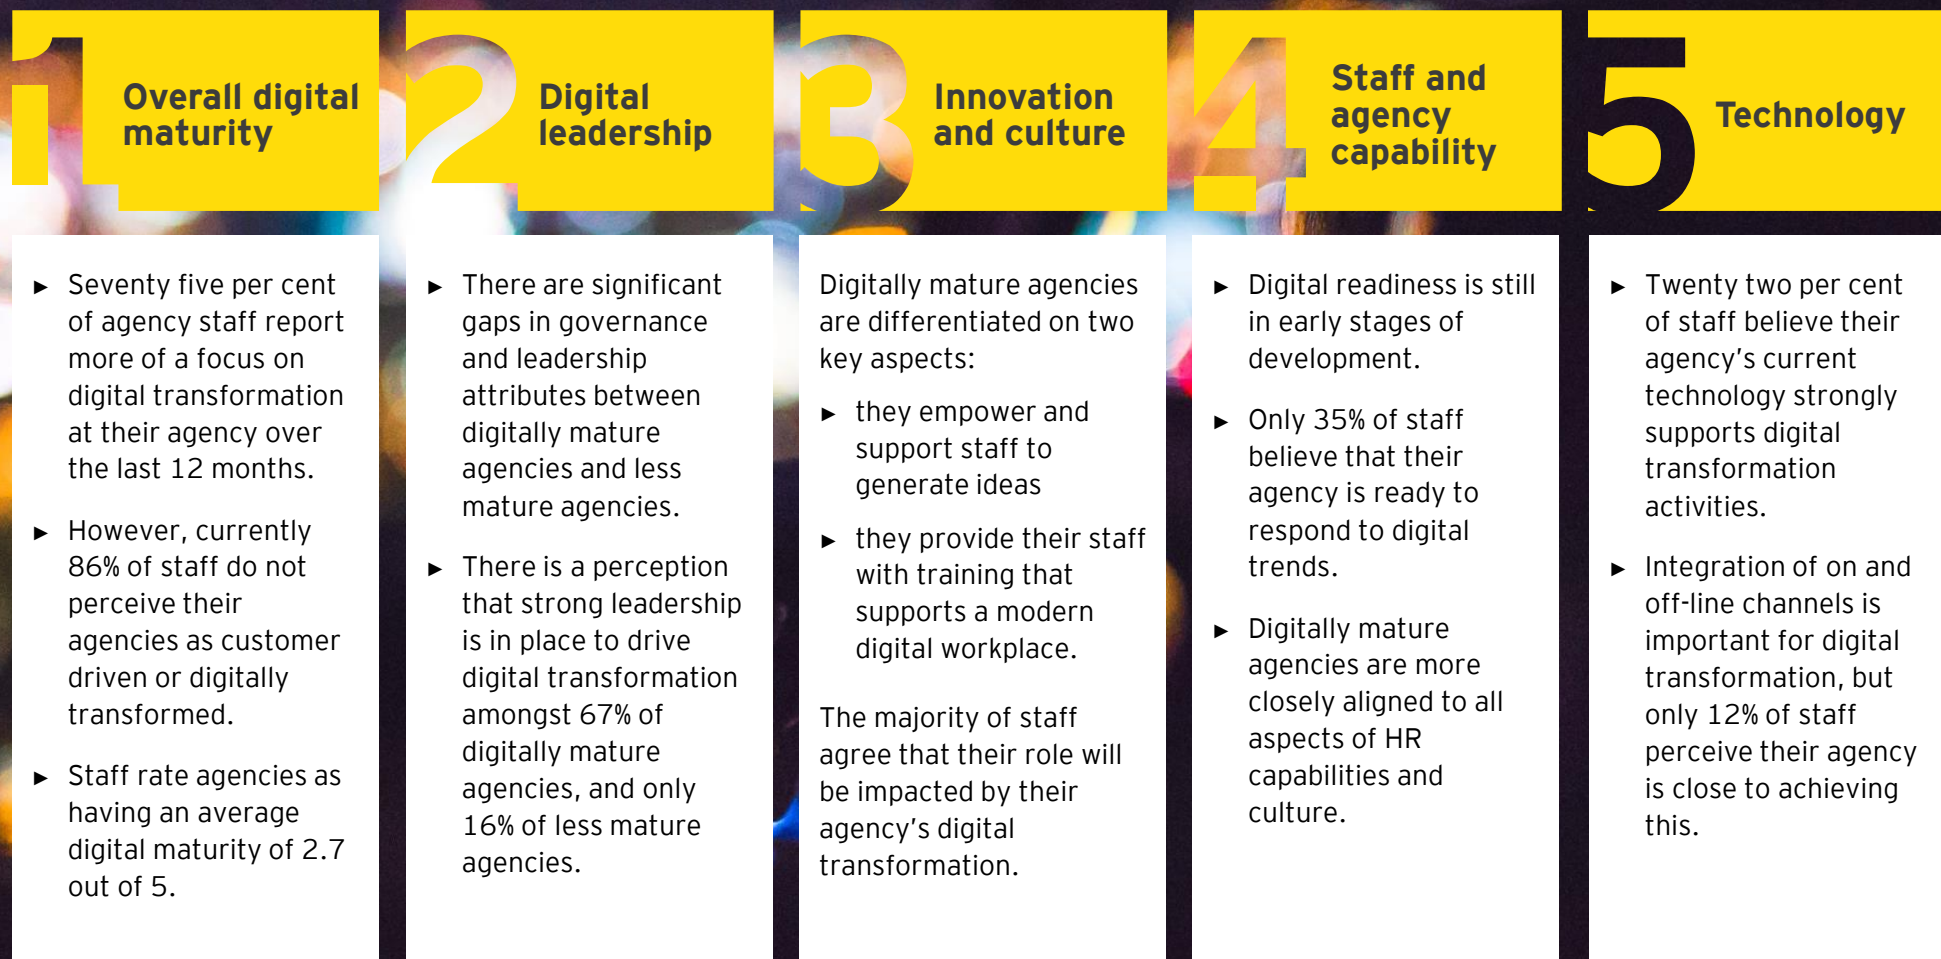 1
Overall digital
maturity
► Seventy five per cent
of agency staff report
more of a focus on
digital transformation
at their agency over
the last 12 months.
► However, currently
86% of staff do not
perceive their
agencies as customer
driven or digitally
transformed.
► Staff rate agencies as
having an average
digital maturity of 2.7
out of 5.
2
Digital
leadership
► There are significant
gaps in governance
and leadership
attributes between
digitally mature
agencies and less
mature agencies.
► There is a perception
that strong leadership
is in place to drive
digital transformation
amongst 67% of
digitally mature
agencies, and only
16% of less mature
agencies.
3
Innovation
and culture
Digitally mature agencies
are differentiated on two
key aspects:
► they empower and
support staff to
generate ideas
► they provide their staff
with training that
supports a modern
digital workplace.
The majority of staff
agree that their role will
be impacted by their
agency's digital
transformation.
4
Staff and
agency
capability
► Digital readiness is still
in early stages of
development.
► Only 35% of staff
believe that their
agency is ready to
respond to digital
trends.
► Digitally mature
agencies are more
closely aligned to all
aspects of HR
capabilities and
culture.
5
Technology
► Twenty two per cent
of staff believe their
agency's current
technology strongly
supports digital
transformation
activities.
► Integration of on and
off-line channels is
important for digital
transformation, but
only 12% of staff
perceive their agency
is close to achieving
this.